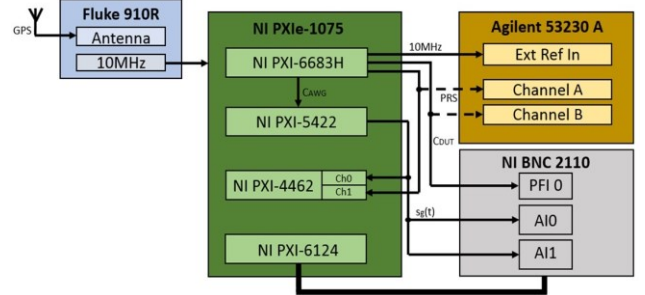 GPS
Fluke 910R
Antenna
10MHz
NI PXIe-1075
NI PXI-6683H
CAWG
NI PXI-5422
NI PXI-4462
Ch0
Ch1
NI PXI-6124
10MHz
PRS
CDUT
sg(t)
Agilent 53230 A
Ext Ref In
Channel A
Channel B
NI BNC 2110
PFI 0
AI0
AI1